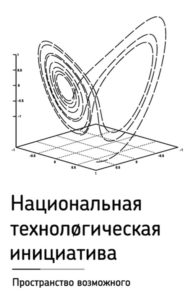 Национальная
технолøгическая
инициатива
Пространство возможного